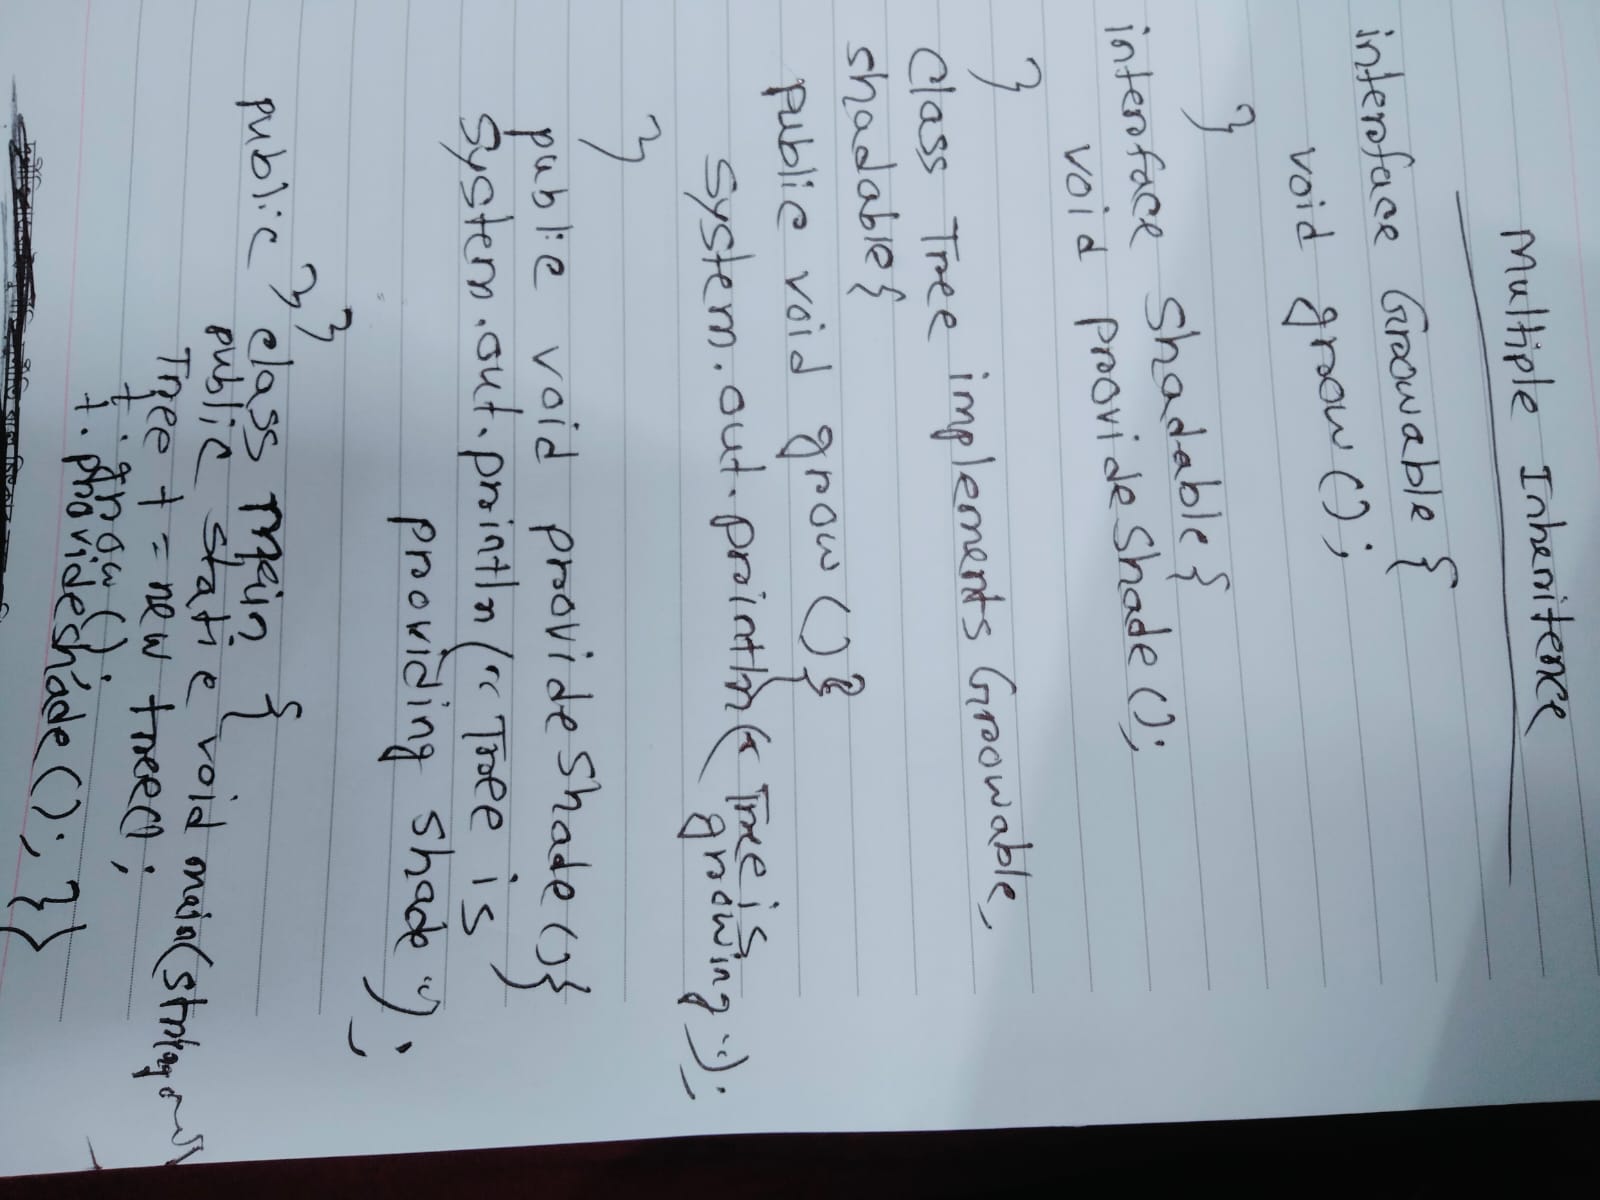 Multiple Inheritence
interface Growable {
void grow();
}
interface Shadable{
void provideShade();
}
class Tree implements Growable,
shadable{
public void grow(){
System.out.println(" Tree is
growing");
}
public void provideShade(){
System.out.println(" Tree is
providing shade");
}}
public class main {
public static void main(String
Tree t = new tree();
t.grow();
t.provideshade(); }}